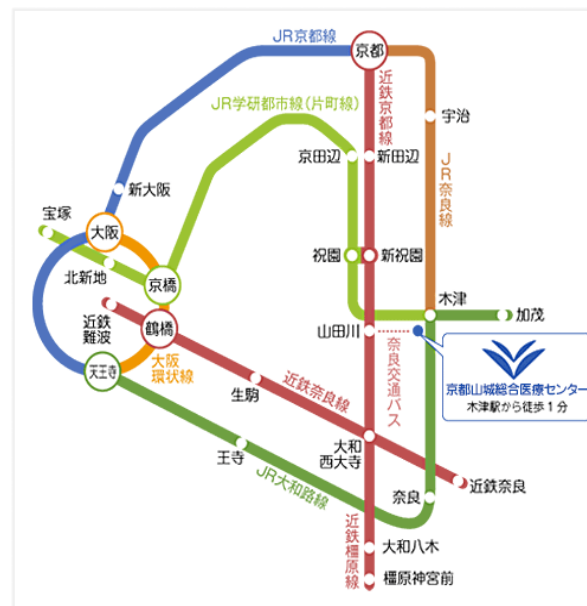 JR京都線
京都
JR学研都市線(片町線)
近鉄京都線
宇治
京田辺
新田辺
JR奈良線
新大阪
宝塚
大阪
北新地
京橋
祝園
新祝園
木津
加茂
近鉄
難波
鶴橋
山田川
奈良交通バス
京都山城総合医療センター
木津駅から徒歩1分
天王寺
大阪
環状線
近鉄奈良線
生駒
大和
西大寺
王寺
JR大和路線
近鉄奈良
奈良
近鉄橿原線
大和八木
橿原神宮前